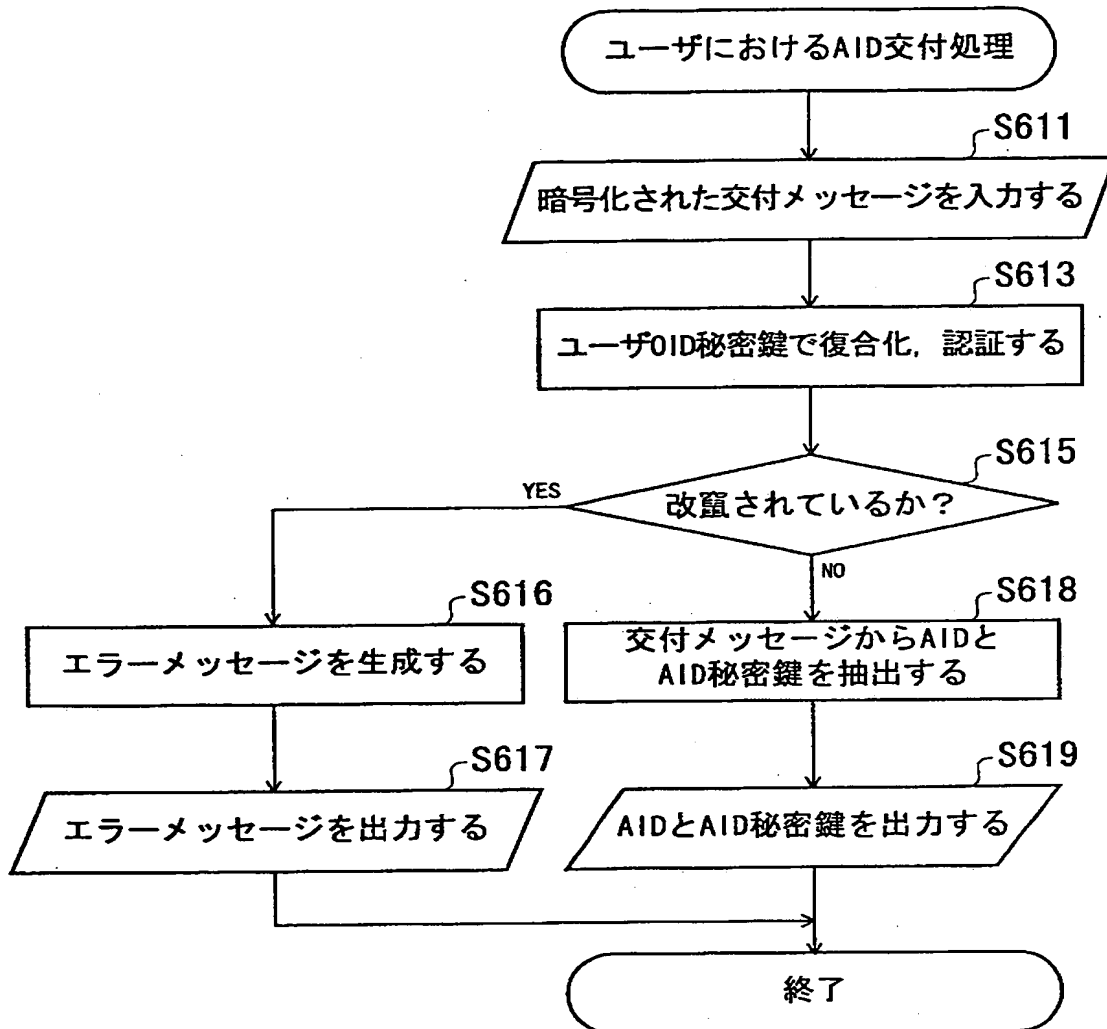 ユーザにおけるAID交付処理
S611
暗号化された交付メッセージを入力する
S613
ユーザOID秘密鍵で復合化，認証する
S615
改竄されているか？
YES
NO
S616
エラーメッセージを生成する
S618
交付メッセージからAIDと
AID秘密鍵を抽出する
S617
エラーメッセージを出力する
S619
AIDとAID秘密鍵を出力する
終了